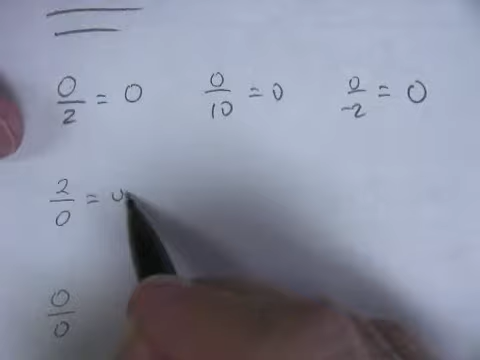 0/2 = 0 0/10 = 0 0/-2 = 0
2/0 = u
0/0